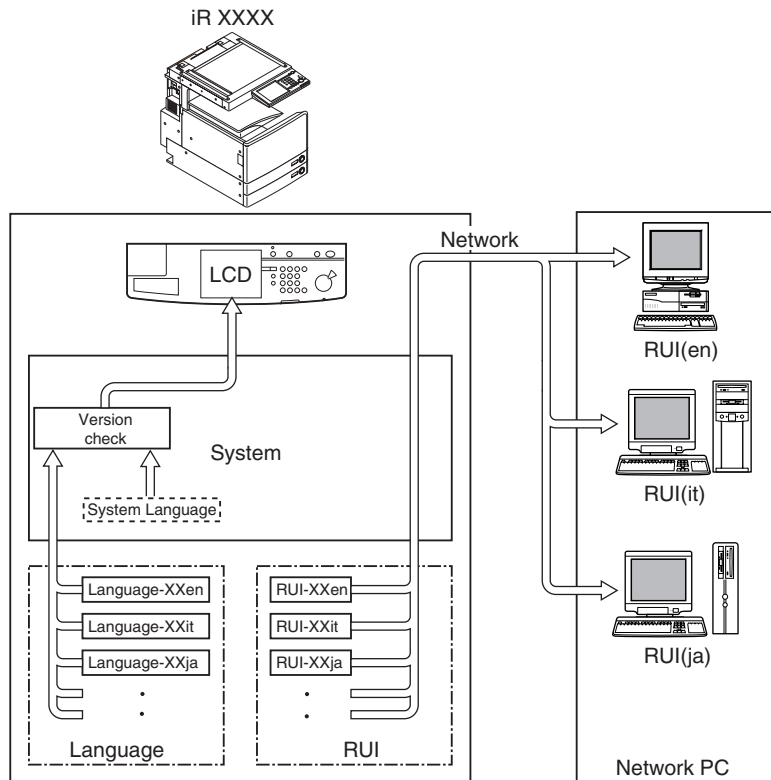 iR XXXX
Network
LCD
RUI(en)
Version
check
System
RUI(it)
System Language
Language-XXen
RUI-XXen
Language-XXit
RUI-XXit
Language-XXja
RUI-XXja
RUI(ja)
Language
RUI
Network PC